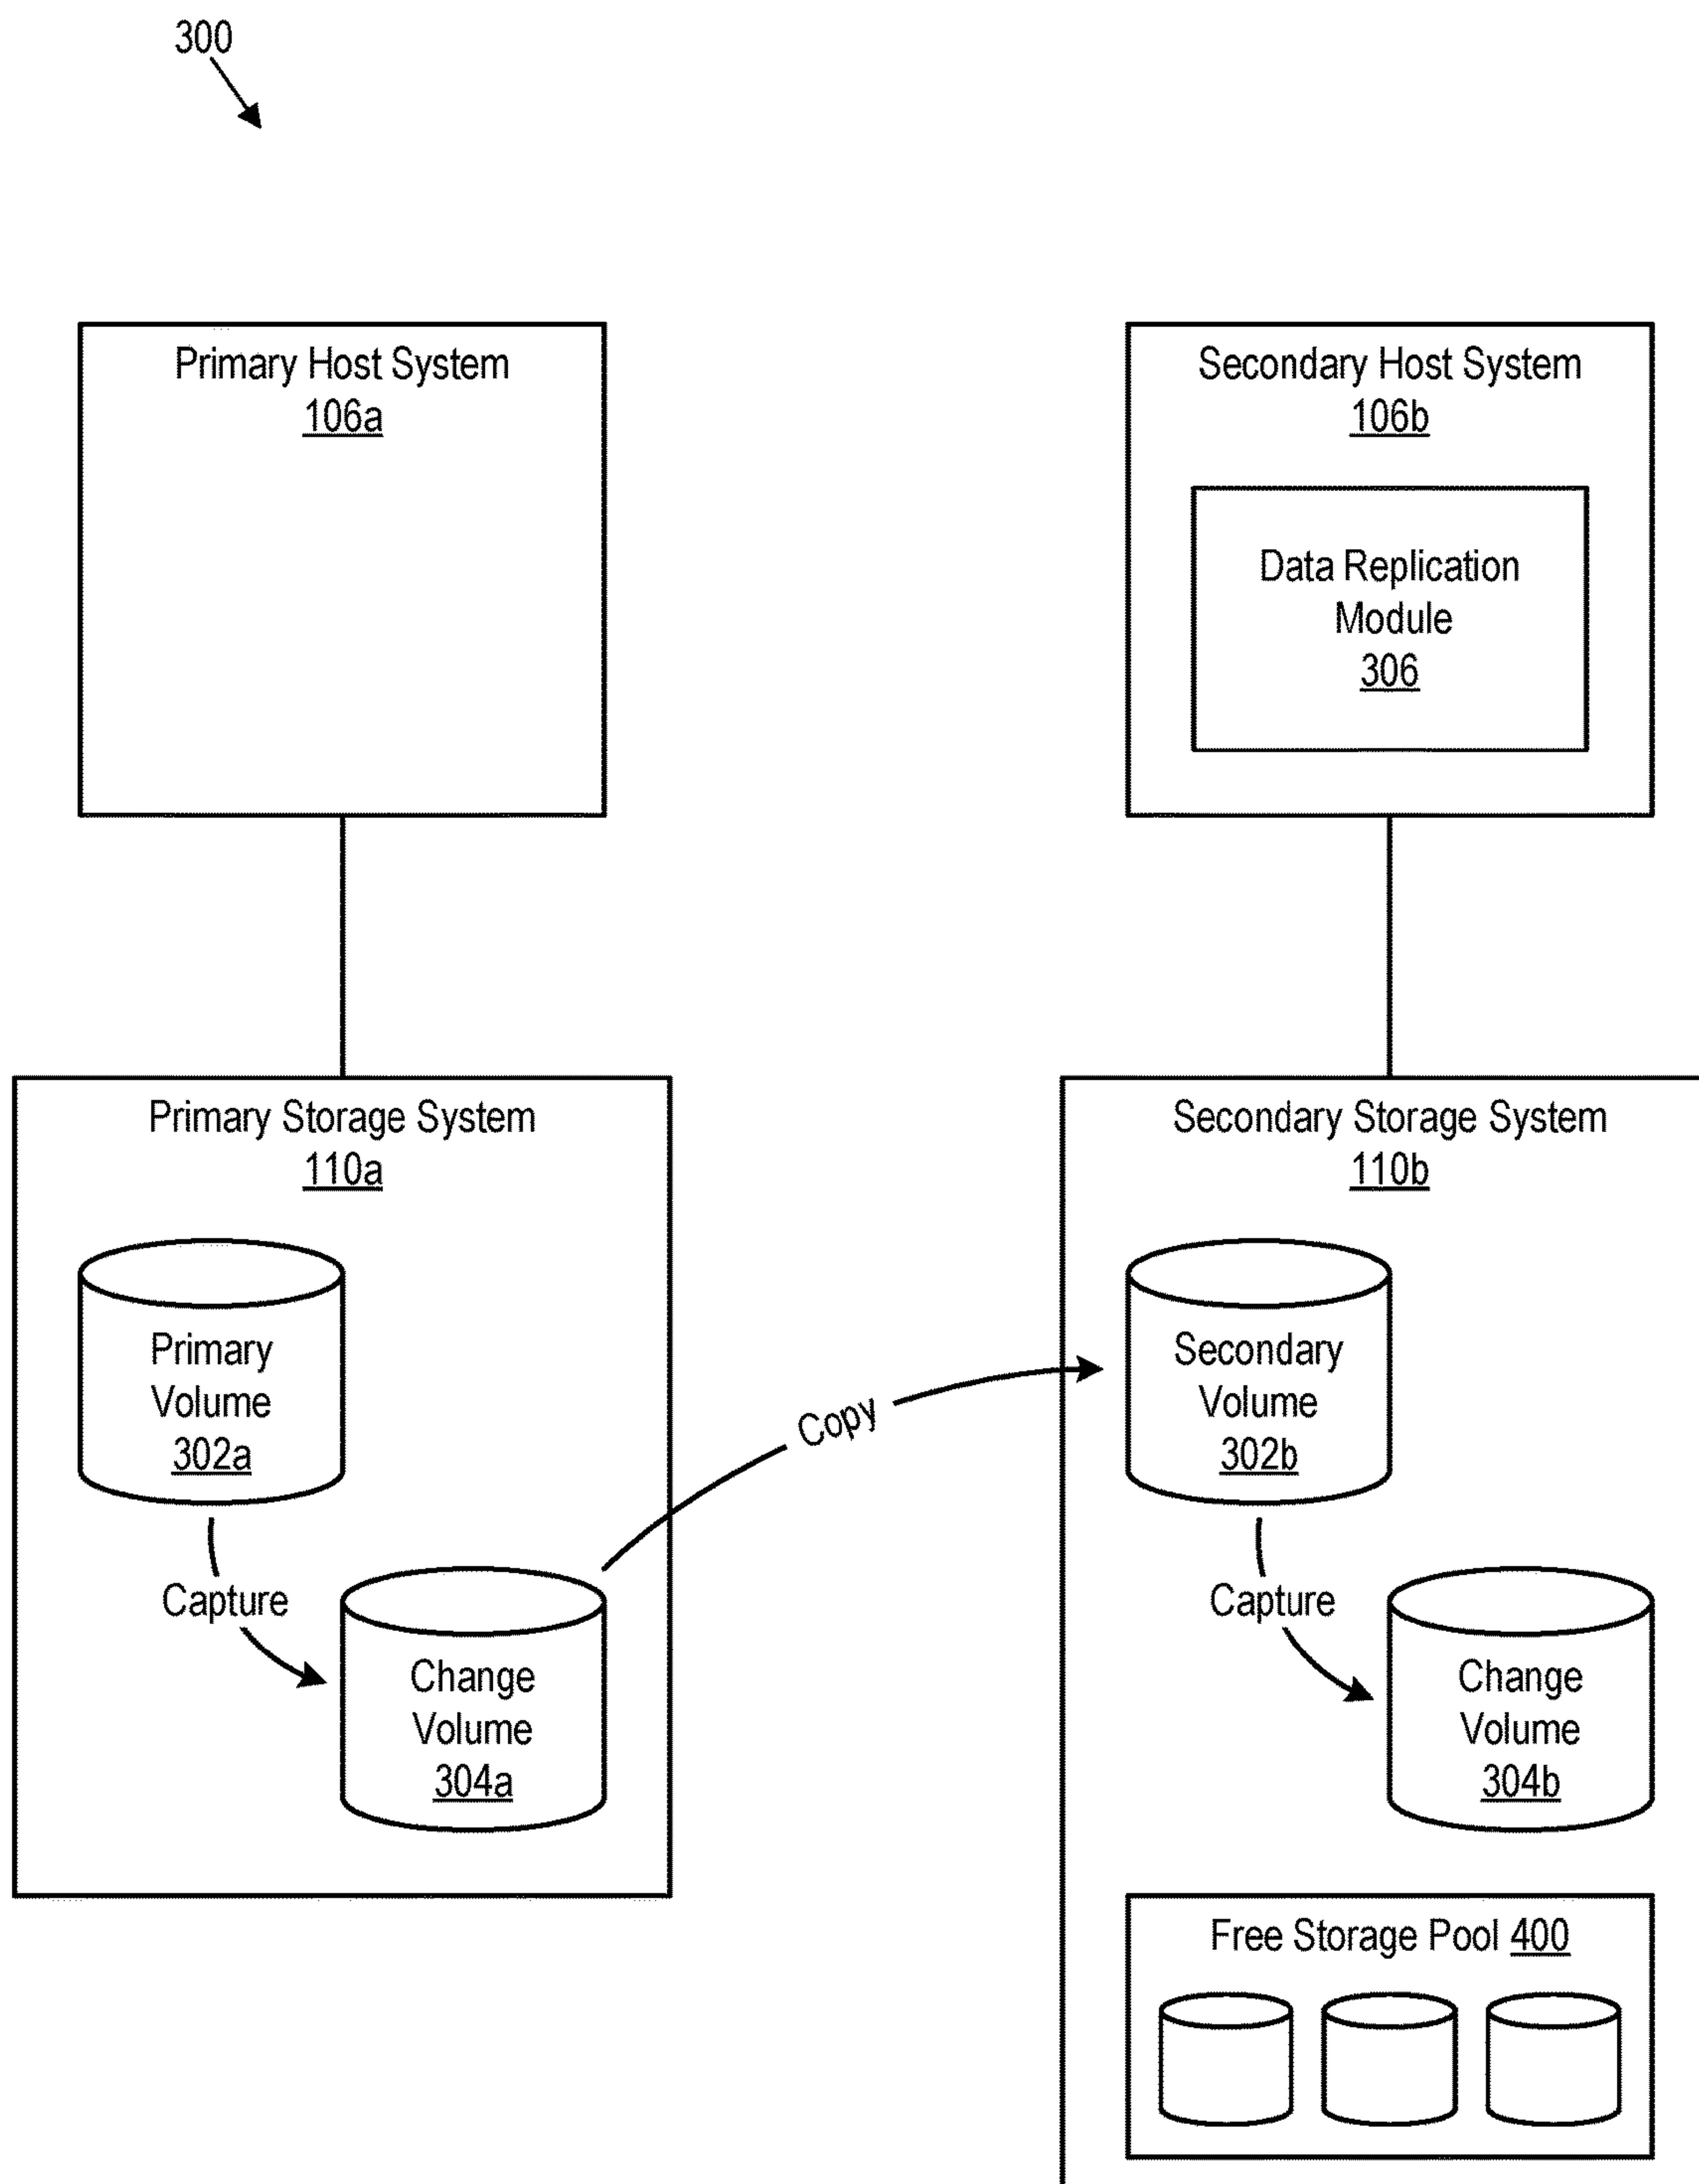 300
Primary Host System
106a
Secondary Host System
106b
Data Replication
Module
306
Primary Storage System
110a
Primary
Volume
302a
Capture
Change
Volume
304a
Copy
Secondary Storage System
110b
Secondary
Volume
302b
Capture
Change
Volume
304b
Free Storage Pool 400